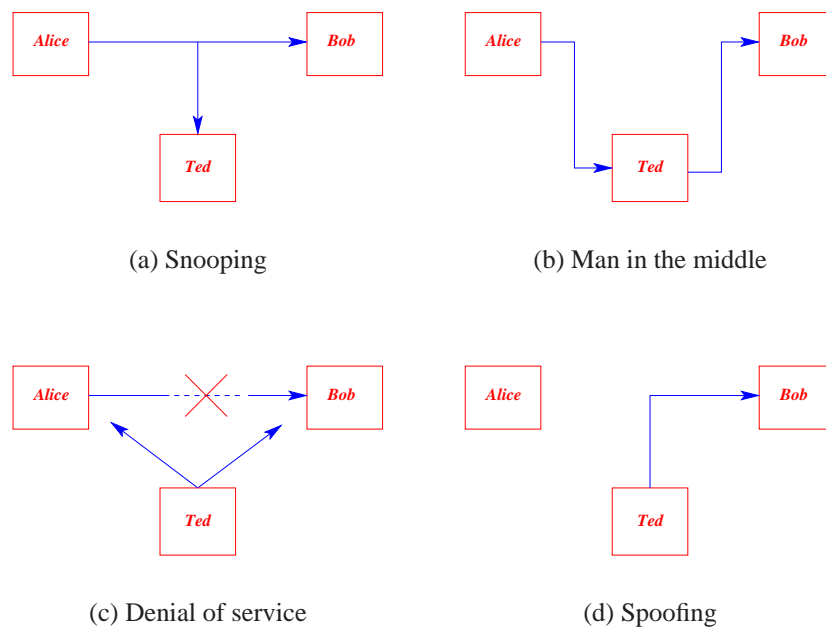 Alice
Bob
Ted
(a) Snooping
Alice
Bob
Ted
(b) Man in the middle
Alice
Bob
Ted
(c) Denial of service
Alice
Bob
Ted
(d) Spoofing